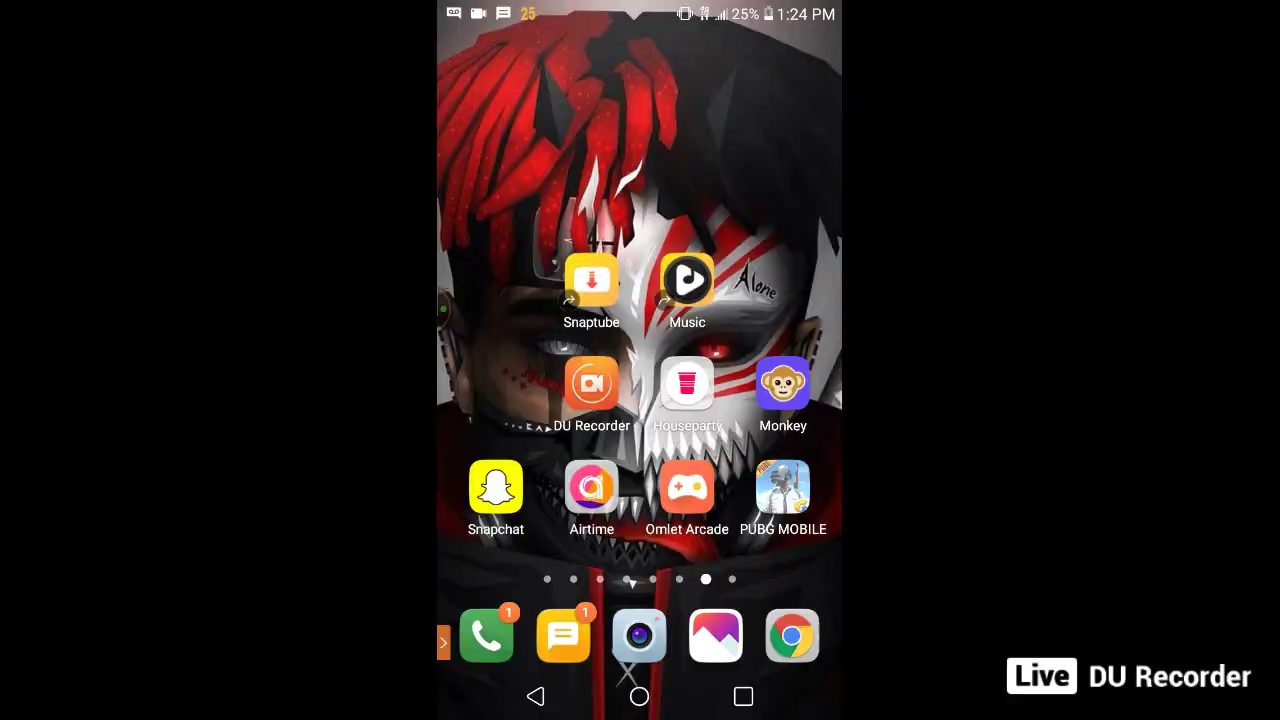 25 25% 1:24 PM
Alone
Snaptube Music
DU Recorder Houseparty Monkey
Snapchat Airtime Omlet Arcade PUBG MOBILE
1 1
Live DU Recorder